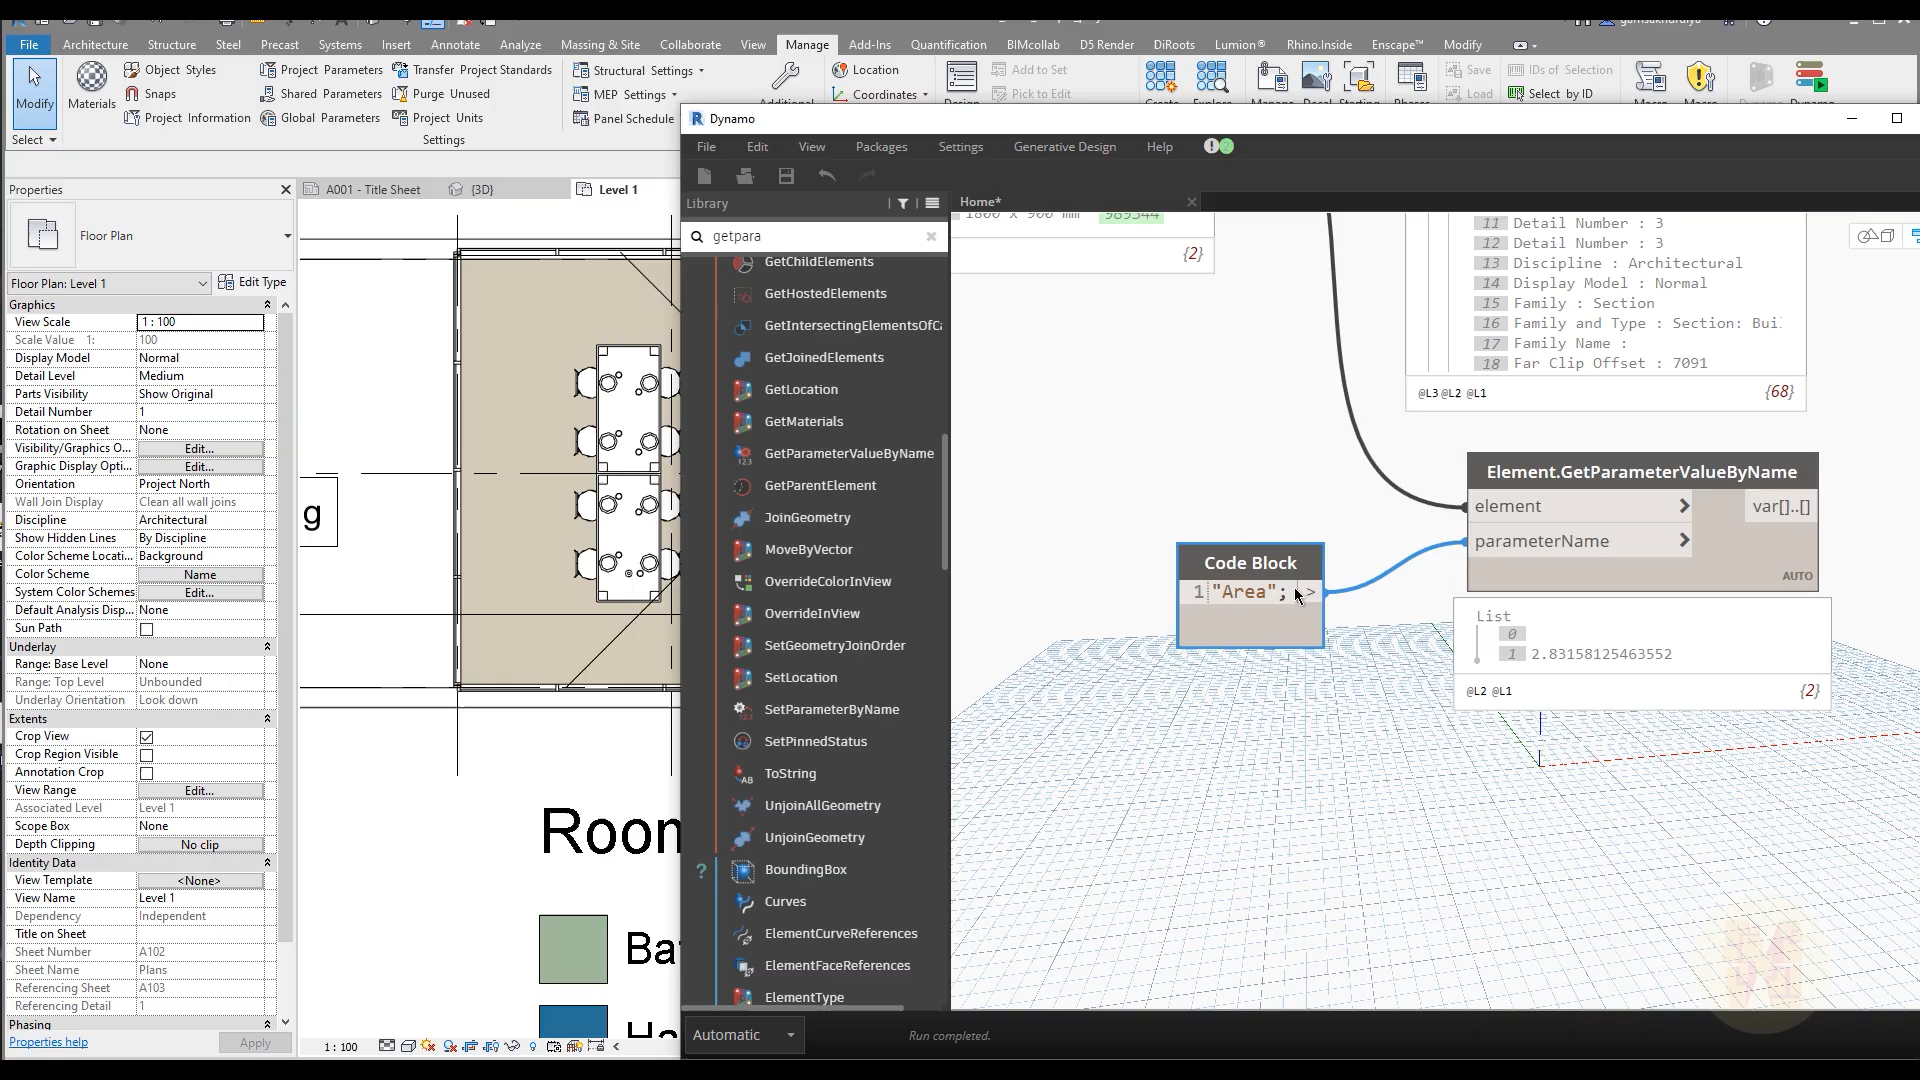 File Architecture Structure Steel Precast Systems Insert Annotate Analyze Massing & Site Collaborate View Manage Add-Ins Quantification BIMcollab D5 Render DiRoots Lumion® Rhino.Inside Enscape™ Modify
Modify
Materials
Object Styles
Snaps
Project Information
Project Parameters
Shared Parameters
Global Parameters
Transfer Project Standards
Purge Unused
Project Units
Structural Settings
MEP Settings
Panel Schedule
Location
Coordinates
Add to Set
Pick to Edit
Save
Load
IDs of Selection
Select by ID
Select
Settings
Properties
Floor Plan
Floor Plan: Level 1
Edit Type
Graphics
View Scale 1 : 100
Scale Value 1: 100
Display Model Normal
Detail Level Medium
Parts Visibility Show Original
Detail Number 1
Rotation on Sheet None
Visibility/Graphics O... Edit...
Graphic Display Opti... Edit...
Orientation Project North
Wall Join Display Clean all wall joins
Discipline Architectural
Show Hidden Lines By Discipline
Color Scheme Locati... Background
Color Scheme Name
System Color Schemes Edit...
Default Analysis Disp... None
Sun Path
Underlay
Range: Base Level None
Range: Top Level Unbounded
Underlay Orientation Look down
Extents
Crop View
Crop Region Visible
Annotation Crop
View Range Edit...
Associated Level Level 1
Scope Box None
Depth Clipping No clip
Identity Data
View Template <None>
View Name Level 1
Dependency Independent
Title on Sheet
Sheet Number A102
Sheet Name Plans
Referencing Sheet A103
Referencing Detail 1
Phasing
Properties help
Apply
A001 - Title Sheet
{3D}
Level 1
g
Room
Ba
1 : 100
Dynamo
File Edit View Packages Settings Generative Design Help
Library
getpara
GetChildElements
GetHostedElements
GetIntersectingElementsOfCa
GetJoinedElements
GetLocation
GetMaterials
GetParameterValueByName
GetParentElement
JoinGeometry
MoveByVector
OverrideColorInView
OverrideInView
SetGeometryJoinOrder
SetLocation
SetParameterByName
SetPinnedStatus
ToString
UnjoinAllGeometry
UnjoinGeometry
BoundingBox
Curves
ElementCurveReferences
ElementFaceReferences
ElementType
Automatic
Run completed.
Home*
1800 x 900 mm 989344
{2}
11 Detail Number : 3
12 Detail Number : 3
13 Discipline : Architectural
14 Display Model : Normal
15 Family : Section
16 Family and Type : Section: Bui
17 Family Name :
18 Far Clip Offset : 7091
@L3 @L2 @L1 {68}
Element.GetParameterValueByName
element > var[]..[]
parameterName >
AUTO
Code Block
1 "Area"; >
List
0
1 2.83158125463552
@L2 @L1 {2}